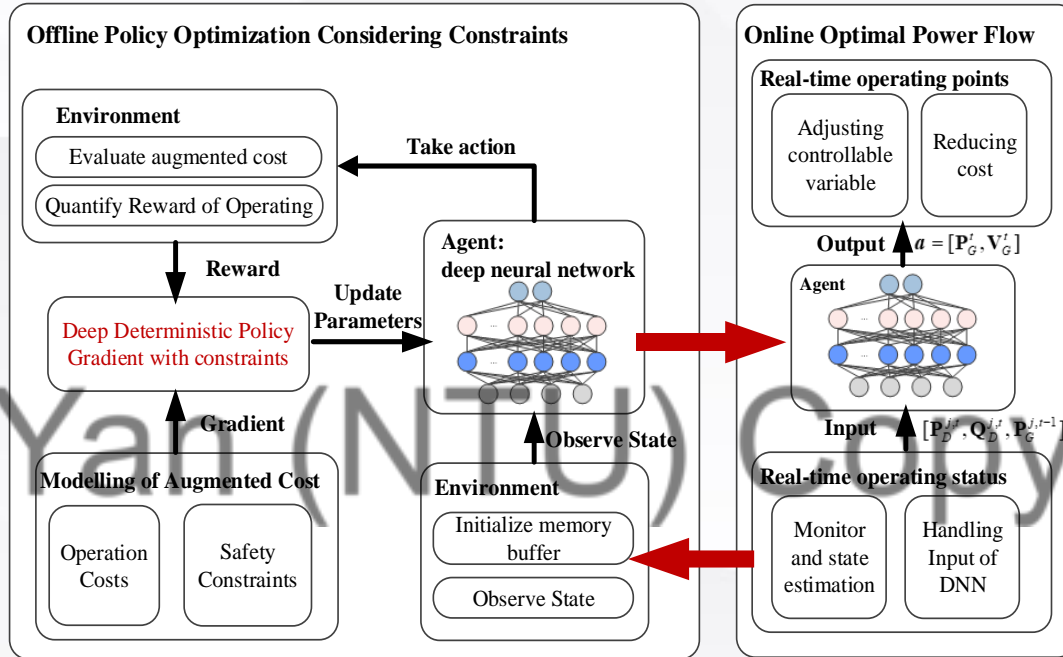 Offline Policy Optimization Considering Constraints
Environment
Evaluate augmented cost
Quantify Reward of Operating
Take action
Reward
Deep Deterministic Policy
Gradient with constraints
Update
Parameters
Agent:
deep neural network
...
...
Gradient
Modelling of Augmented Cost
Operation
Costs
Safety
Constraints
Observe State
Environment
Initialize memory
buffer
Observe State
Online Optimal Power Flow
Real-time operating points
Adjusting
controllable
variable
Reducing
cost
Output a = [P_G^t, V_G^t]
Agent
...
...
Input [P_D^{j,t}, Q_D^{j,t}, P_G^{j,t-1}]
Real-time operating status
Monitor
and state
estimation
Handling
Input of
DNN
Yan (NTU) Copy